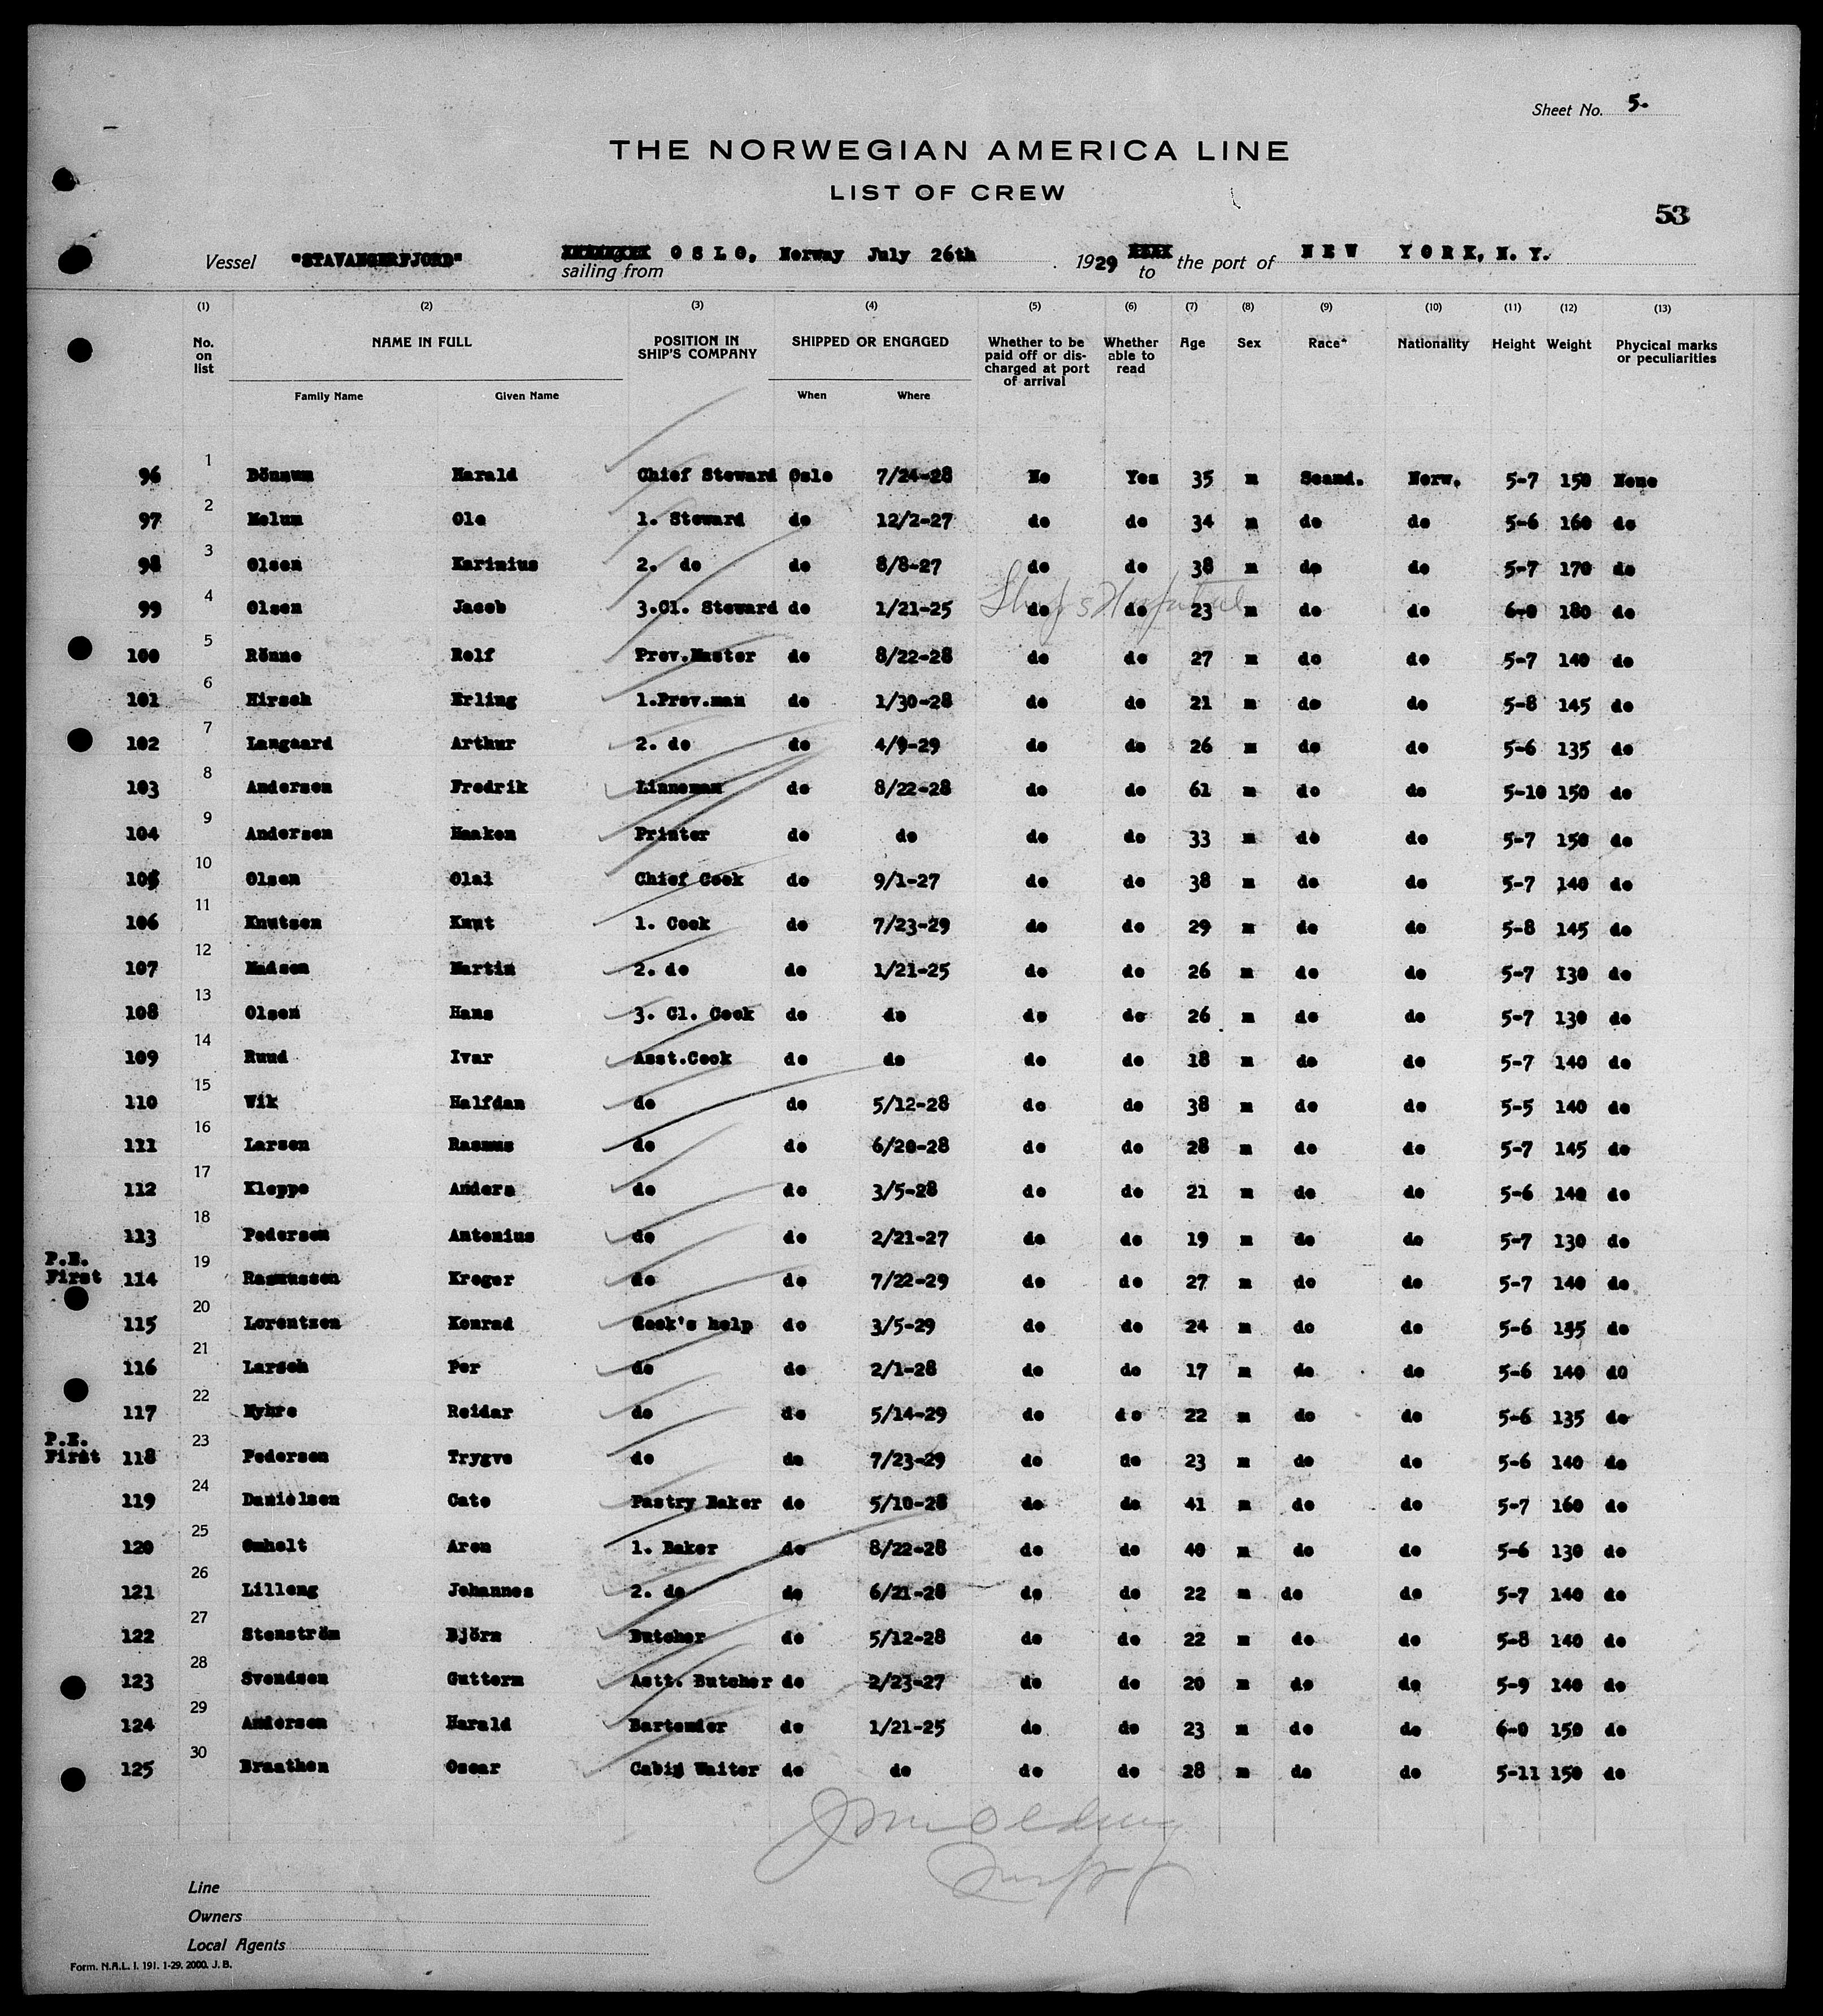 Sheet No. 5.
THE NORWEGIAN AMERICA LINE
LIST OF CREW
53
Vessel "STAVANGERFJORD" sailing from OSLO, Norway July 26th 1929 to the port of NEW YORK, N. Y.
(1) (2) (3) (4) (5) (6) (7) (8) (9) (10) (11) (12) (13)
No. on list NAME IN FULL POSITION IN SHIP'S COMPANY SHIPPED OR ENGAGED Whether to be paid off or discharged at port of arrival Whether able to read Age Sex Race* Nationality Height Weight Phycical marks or peculiarities
Family Name Given Name When Where
96 1 Dönnum Harald Chief Steward Oslo 7/24-28 No Yes 35 m Scand. Norw. 5-7 150 None
97 2 Melum Ole 1. Steward do 12/2-27 do do 34 m do do 5-6 160 do
98 3 Olsen Karinius 2. do do 8/8-27 do do 38 m do do 5-7 170 do
99 4 Olsen Jacob 3.Cl. Steward do 1/21-25 do do 23 m do do 6-0 180 do
Ship's Hospital
100 5 Rönne Rolf Prov.Master do 8/22-28 do do 27 m do do 5-7 140 do
101 6 Hirsch Erling 1.Prov.man do 1/30-28 do do 21 m do do 5-8 145 do
102 7 Langaard Arthur 2. do do 4/9-29 do do 26 m do do 5-6 135 do
103 8 Andersen Fredrik Linneman do 8/22-28 do do 61 m do do 5-10 150 do
104 9 Andersen Haakon Printer do do do do 33 m do do 5-7 150 do
105 10 Olsen Olai Chief Cook do 9/1-27 do do 38 m do do 5-7 140 do
106 11 Knutsen Knut 1. Cook do 7/23-29 do do 29 m do do 5-8 145 do
107 12 Madsen Martin 2. do do 1/21-25 do do 26 m do do 5-7 130 do
108 13 Olsen Hans 3. Cl. Cook do do do do 26 m do do 5-7 130 do
109 14 Ruud Ivar Asst.Cook do do do do 18 m do do 5-7 140 do
110 15 Wik Halfdan do do 5/12-28 do do 38 m do do 5-5 140 do
111 16 Larsen Rasmus do do 6/20-28 do do 28 m do do 5-7 145 do
112 17 Kleppe Anders do do 3/5-28 do do 21 m do do 5-6 140 do
113 18 Pedersen Antonius do do 2/21-27 do do 19 m do do 5-7 130 do
P.E. First 114 19 Rasmussen Kreger do do 7/22-29 do do 27 m do do 5-7 140 do
115 20 Lorentzen Konrad Cook's help do 3/5-29 do do 24 m do do 5-6 135 do
116 21 Larsen Per do do 2/1-28 do do 17 m do do 5-6 140 do
117 22 Myhre Reidar do do 5/14-29 do do 22 m do do 5-6 135 do
P.E. First 118 23 Pedersen Trygve do do 7/23-29 do do 23 m do do 5-6 140 do
119 24 Danielsen Cato Pastry Baker do 5/10-28 do do 41 m do do 5-7 160 do
120 25 Omholt Aron 1. Baker do 8/22-28 do do 40 m do do 5-6 130 do
121 26 Lilleng Johannes 2. do do 6/21-28 do do 22 m do do 5-7 140 do
122 27 Stenström Björn Butcher do 5/12-28 do do 22 m do do 5-8 140 do
123 28 Svendsen Guttorm Astt. Butcher do 2/23-27 do do 20 m do do 5-9 140 do
124 29 Andersen Harald Bartender do 1/21-25 do do 23 m do do 6-0 150 do
125 30 Braathen Oscar Cabin Waiter do do do do 28 m do do 5-11 150 do
Line
Owners
Local Agents
Form. N.A.L. I. 191. 1-29. 2000. J. B.